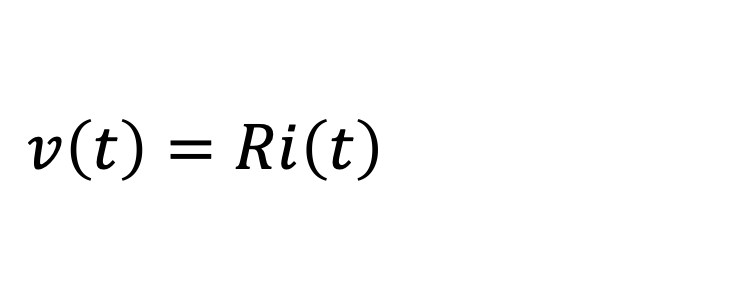 v(t) = Ri(t)